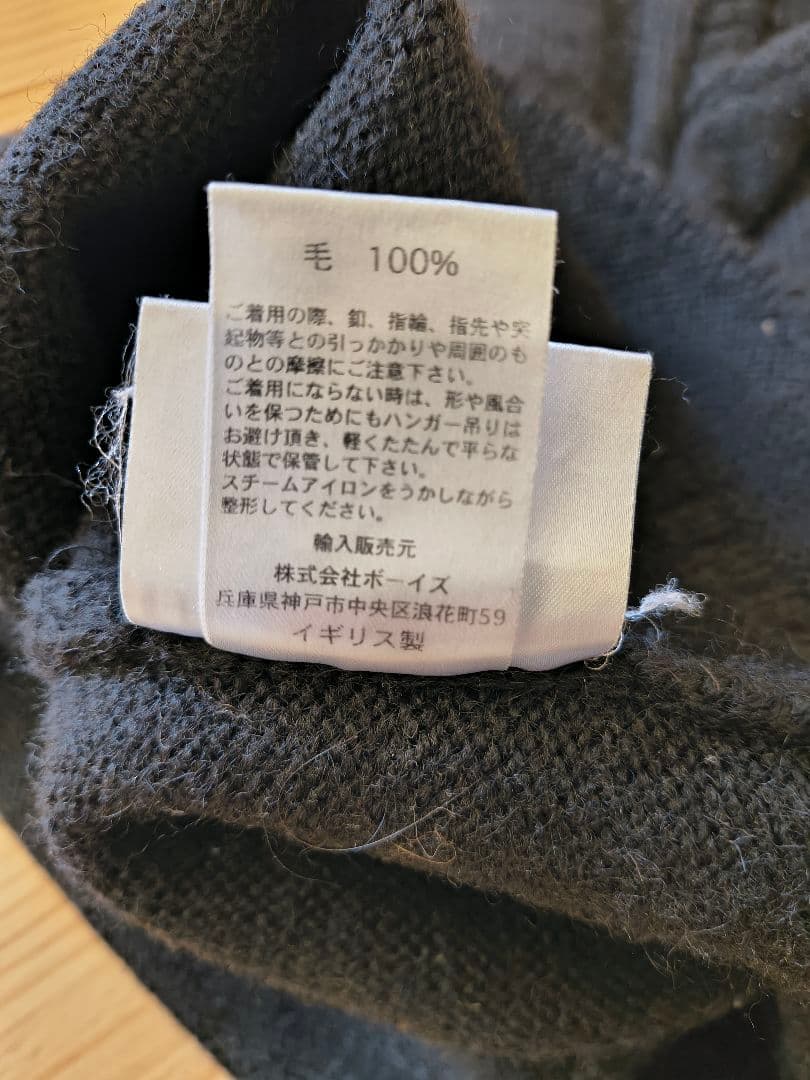 毛 100%
ご着用の際、釦、指輪、指先や突
起物等との引っかかりや周囲のも
のとの摩擦にご注意下さい。
ご着用にならない時は、形や風合
いを保つためにもハンガー吊りは
お避け頂き、軽くたたんで平らな
状態で保管して下さい。
スチームアイロンをうかしながら
整形してください。
輸入販売元
株式会社ボーイズ
兵庫県神戸市中央区浪花町59
イギリス製